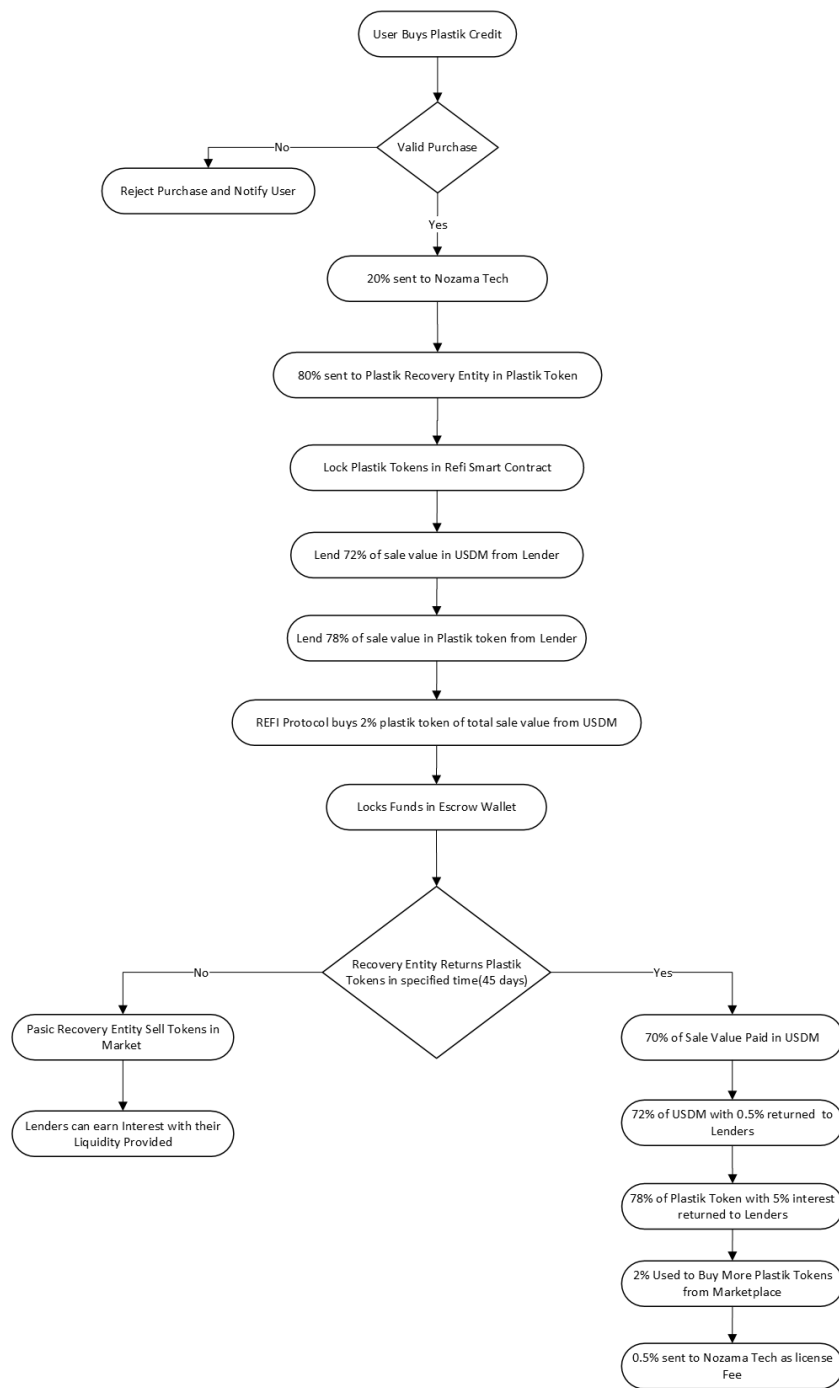 User Buys Plastik Credit
Valid Purchase
No
Reject Purchase and Notify User
Yes
20% sent to Nozama Tech
80% sent to Plastik Recovery Entity in Plastik Token
Lock Plastik Tokens in Refi Smart Contract
Lend 72% of sale value in USDM from Lender
Lend 78% of sale value in Plastik token from Lender
REFI Protocol buys 2% plastik token of total sale value from USDM
Locks Funds in Escrow Wallet
Recovery Entity Returns Plastik
Tokens in specified time(45 days)
No
Yes
Pasic Recovery Entity Sell Tokens in
Market
Lenders can earn Interest with their
Liquidity Provided
70% of Sale Value Paid in USDM
72% of USDM with 0.5% returned to
Lenders
78% of Plastik Token with 5% interest
returned to Lenders
2% Used to Buy More Plastik Tokens
from Marketplace
0.5% sent to Nozama Tech as license
Fee